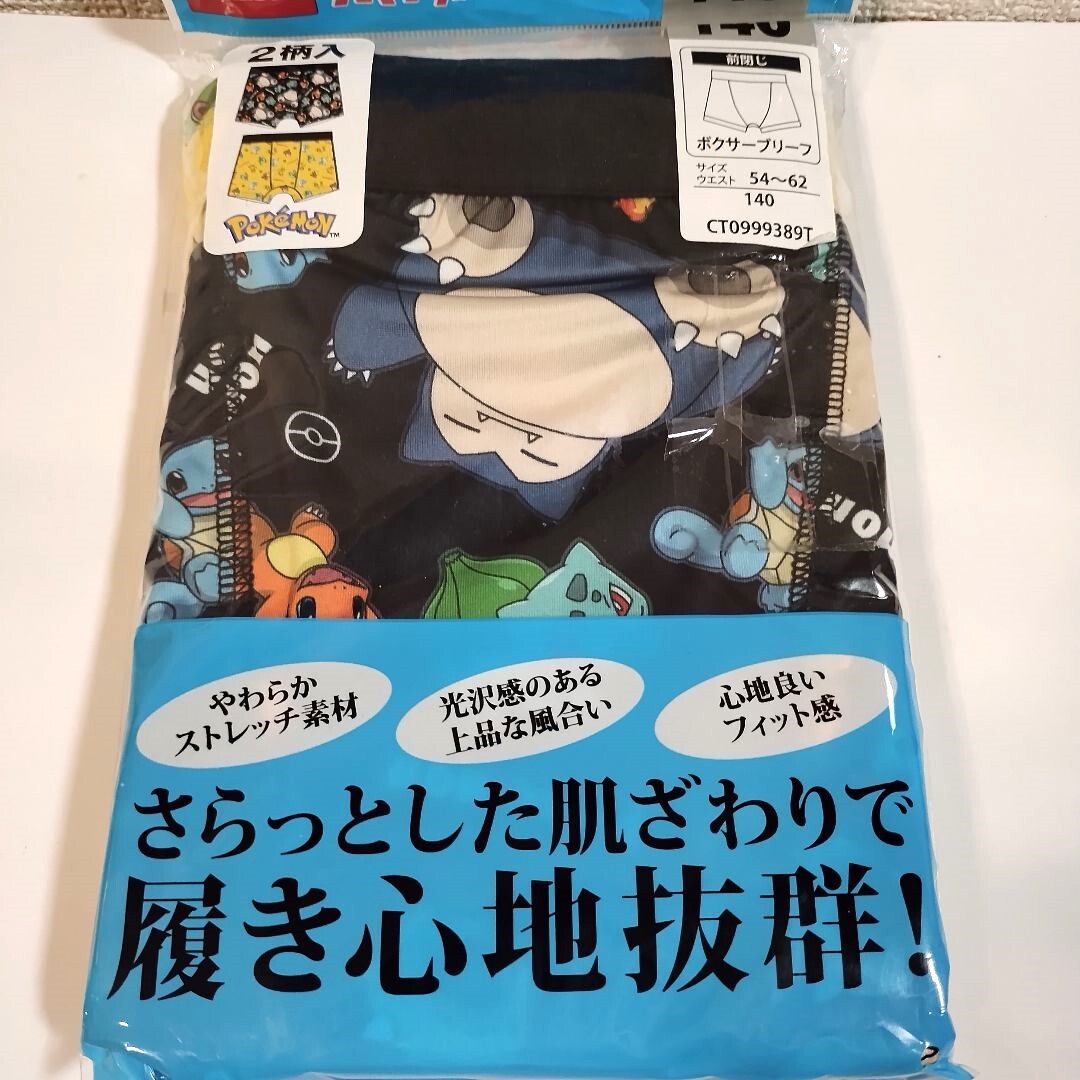 140
2柄入
POKéMON™
前閉じ
ボクサーブリーフ
サイズ
ウエスト 54〜62
140
CT0999389T
やわらか
ストレッチ素材
光沢感のある
上品な風合い
心地良い
フィット感
さらっとした肌ざわりで
履き心地抜群!